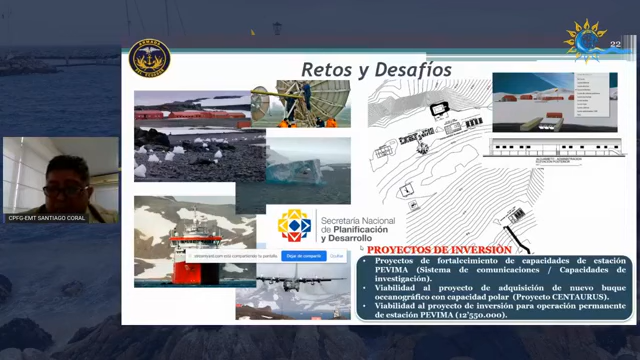 22
Retos y Desafíos
CPFG-EMT SANTIAGO CORAL
Secretaría Nacional
de Planificación
y Desarrollo
Dejar de compartir
Ocultar
PROYECTOS DE INVERSIÓN
• Proyectos de fortalecimiento de capacidades de estación
PEVIMA (Sistema de comunicaciones / Capacidades de
investigación).
• Viabilidad al proyecto de adquisición de nuevo buque
oceanográfico con capacidad polar (Proyecto CENTAURUS).
• Viabilidad al proyecto de inversión para operación permanente
de estación PEVIMA (12'550.000).